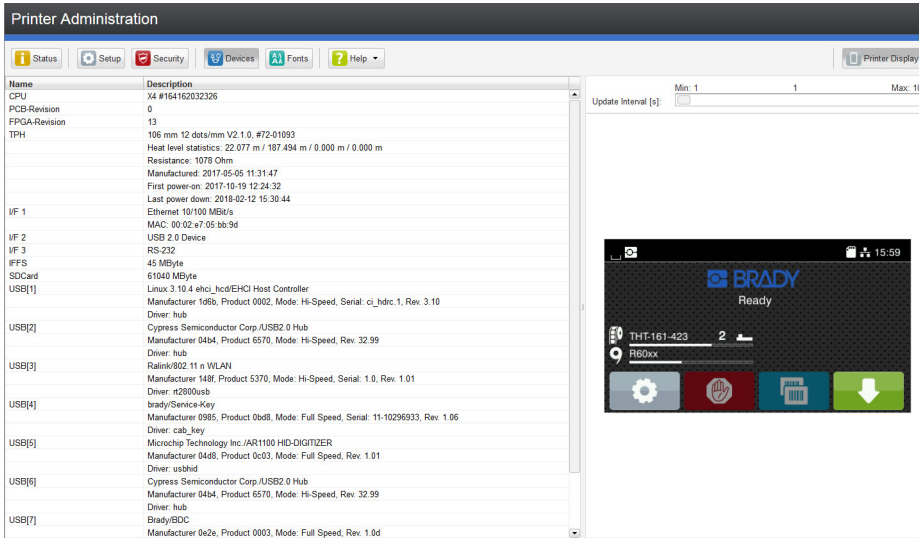 Printer Administration
Status Setup Security Devices Fonts Help Printer Display
Name Description
CPU X4 #164162032326
PCB-Revision 0
FPGA-Revision 13
TPH 106 mm 12 dots/mm V2.1.0, #72-01093
Heat level statistics: 22.077 m / 187.494 m / 0.000 m / 0.000 m
Resistance: 1078 Ohm
Manufactured: 2017-05-05 11:31:47
First power-on: 2017-10-19 12:24:32
Last power down: 2018-02-12 15:30:44
I/F 1 Ethernet 10/100 MBit/s
MAC: 00:02:e7:05:bb:9d
I/F 2 USB 2.0 Device
I/F 3 RS-232
IFFS 45 MByte
SDCard 61040 MByte
USB[1] Linux 3.10.4 ehci_hcd/EHCI Host Controller
Manufacturer 1d6b, Product 0002, Mode: Hi-Speed, Serial: ci_hdrc.1, Rev. 3.10
Driver: hub
USB[2] Cypress Semiconductor Corp./USB2.0 Hub
Manufacturer 04b4, Product 6570, Mode: Hi-Speed, Rev. 32.99
Driver: hub
USB[3] Ralink/802.11 n WLAN
Manufacturer 148f, Product 5370, Mode: Hi-Speed, Serial: 1.0, Rev. 1.01
Driver: rt2800usb
USB[4] brady/Service-Key
Manufacturer 0985, Product 0bd8, Mode: Full Speed, Serial: 11-10296933, Rev. 1.06
Driver: cab_key
USB[5] Microchip Technology Inc./AR1100 HID-DIGITIZER
Manufacturer 04d8, Product 0c03, Mode: Full Speed, Rev. 1.01
Driver: usbhid
USB[6] Cypress Semiconductor Corp./USB2.0 Hub
Manufacturer 04b4, Product 6570, Mode: Hi-Speed, Rev. 32.99
Driver: hub
USB[7] Brady/BDC
Manufacturer 0e2e, Product 0003, Mode: Full Speed, Rev. 1.0d
Min: 1 1 Max: 10
Update Interval [s]:
15:59
BRADY
Ready
THT-161-423 2
R60xx